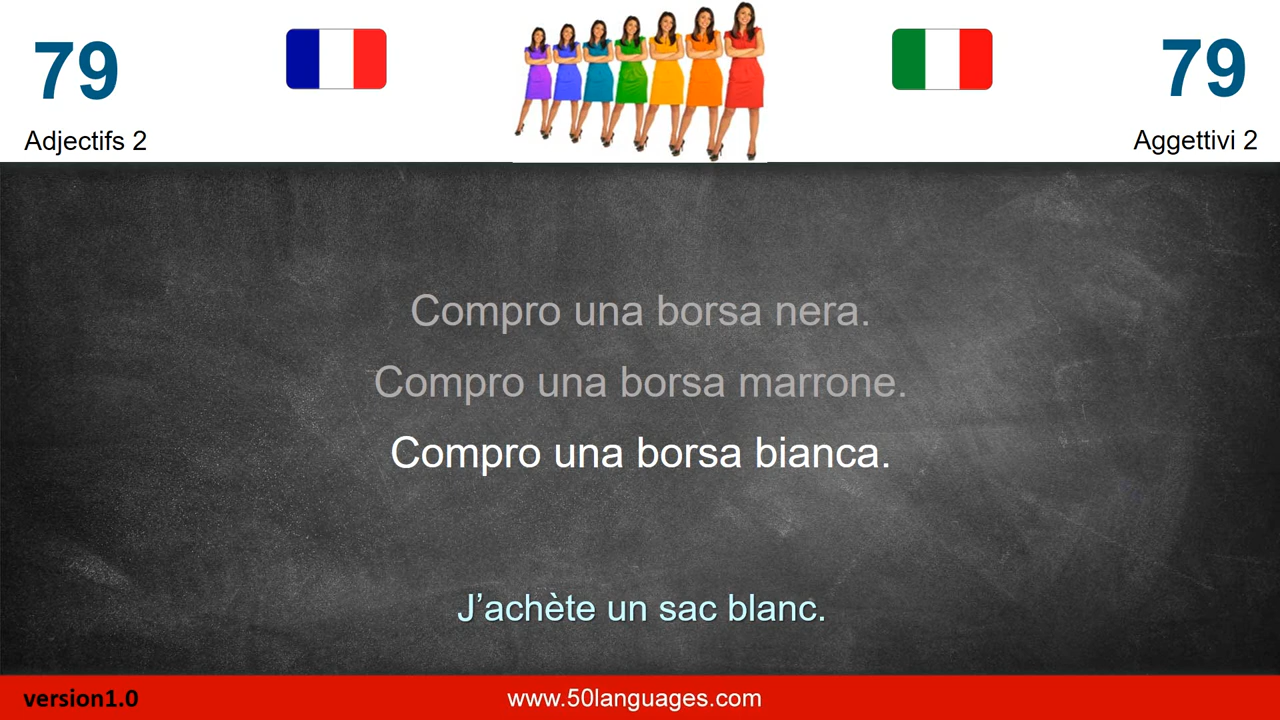 79
79
Adjectifs 2
Aggettivi 2
Compro una borsa nera.
Compro una borsa marrone.
Compro una borsa bianca.
J’achète un sac blanc.
version1.0
www.50languages.com